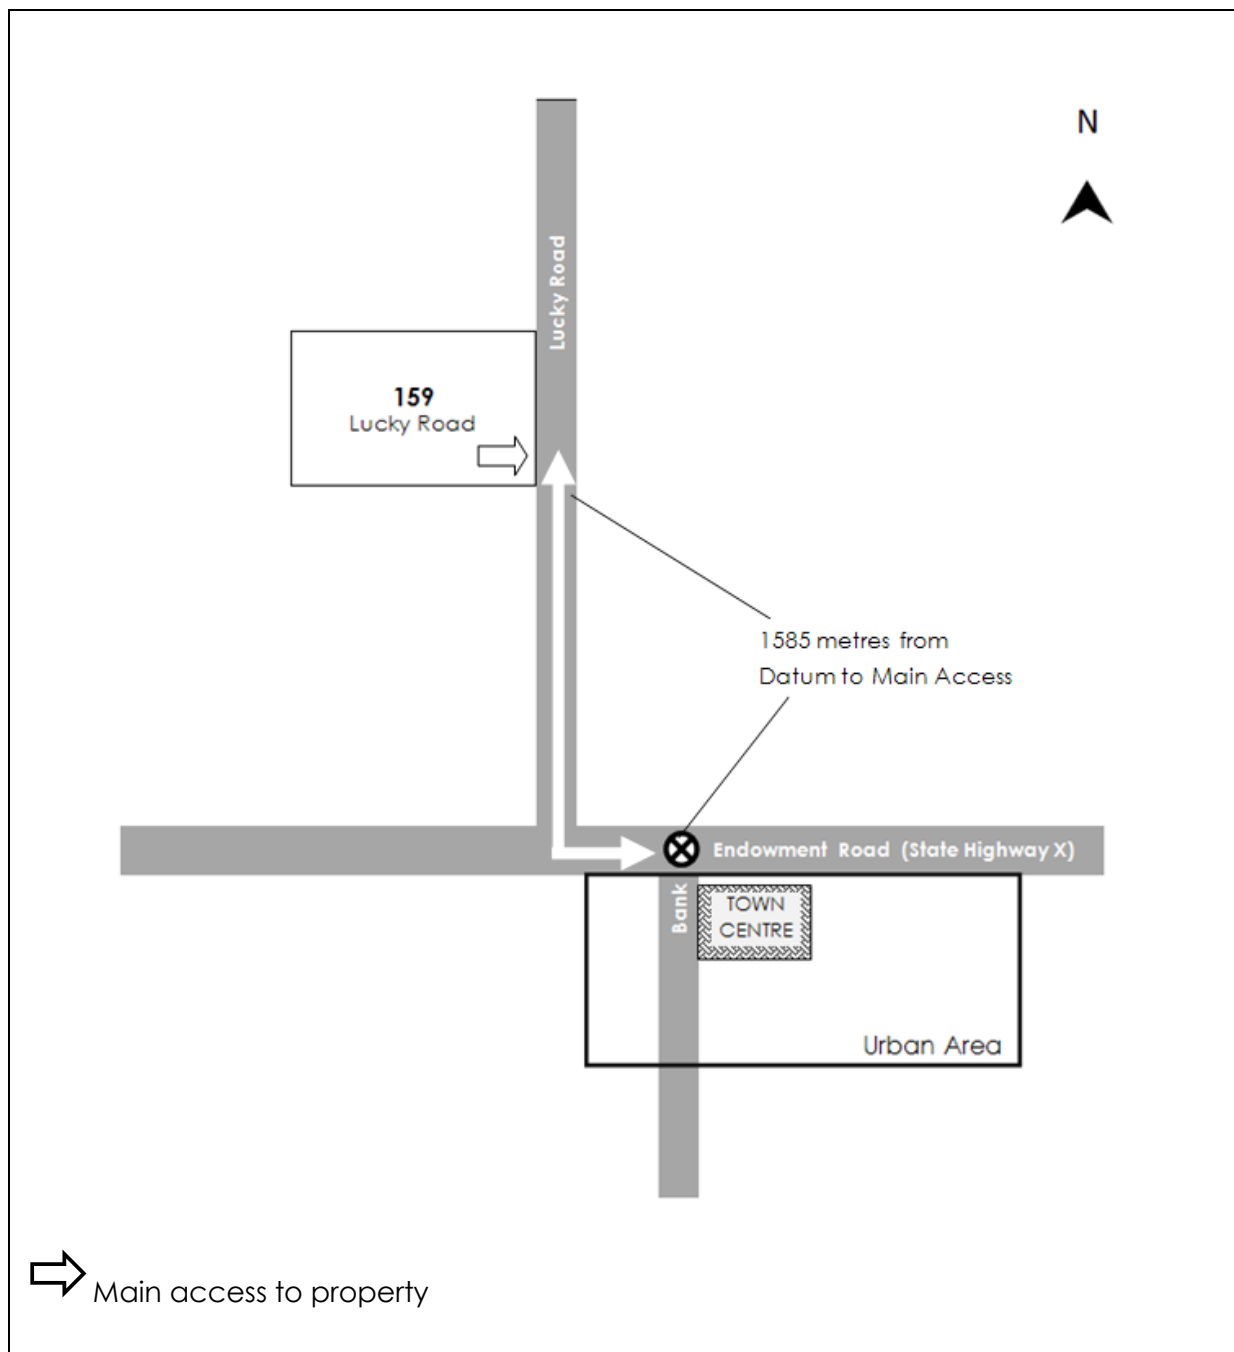 N
Lucky Road
159
Lucky Road
1585 metres from
Datum to Main Access
Endowment Road (State Highway X)
Bank
TOWN
CENTRE
Urban Area
Main access to property